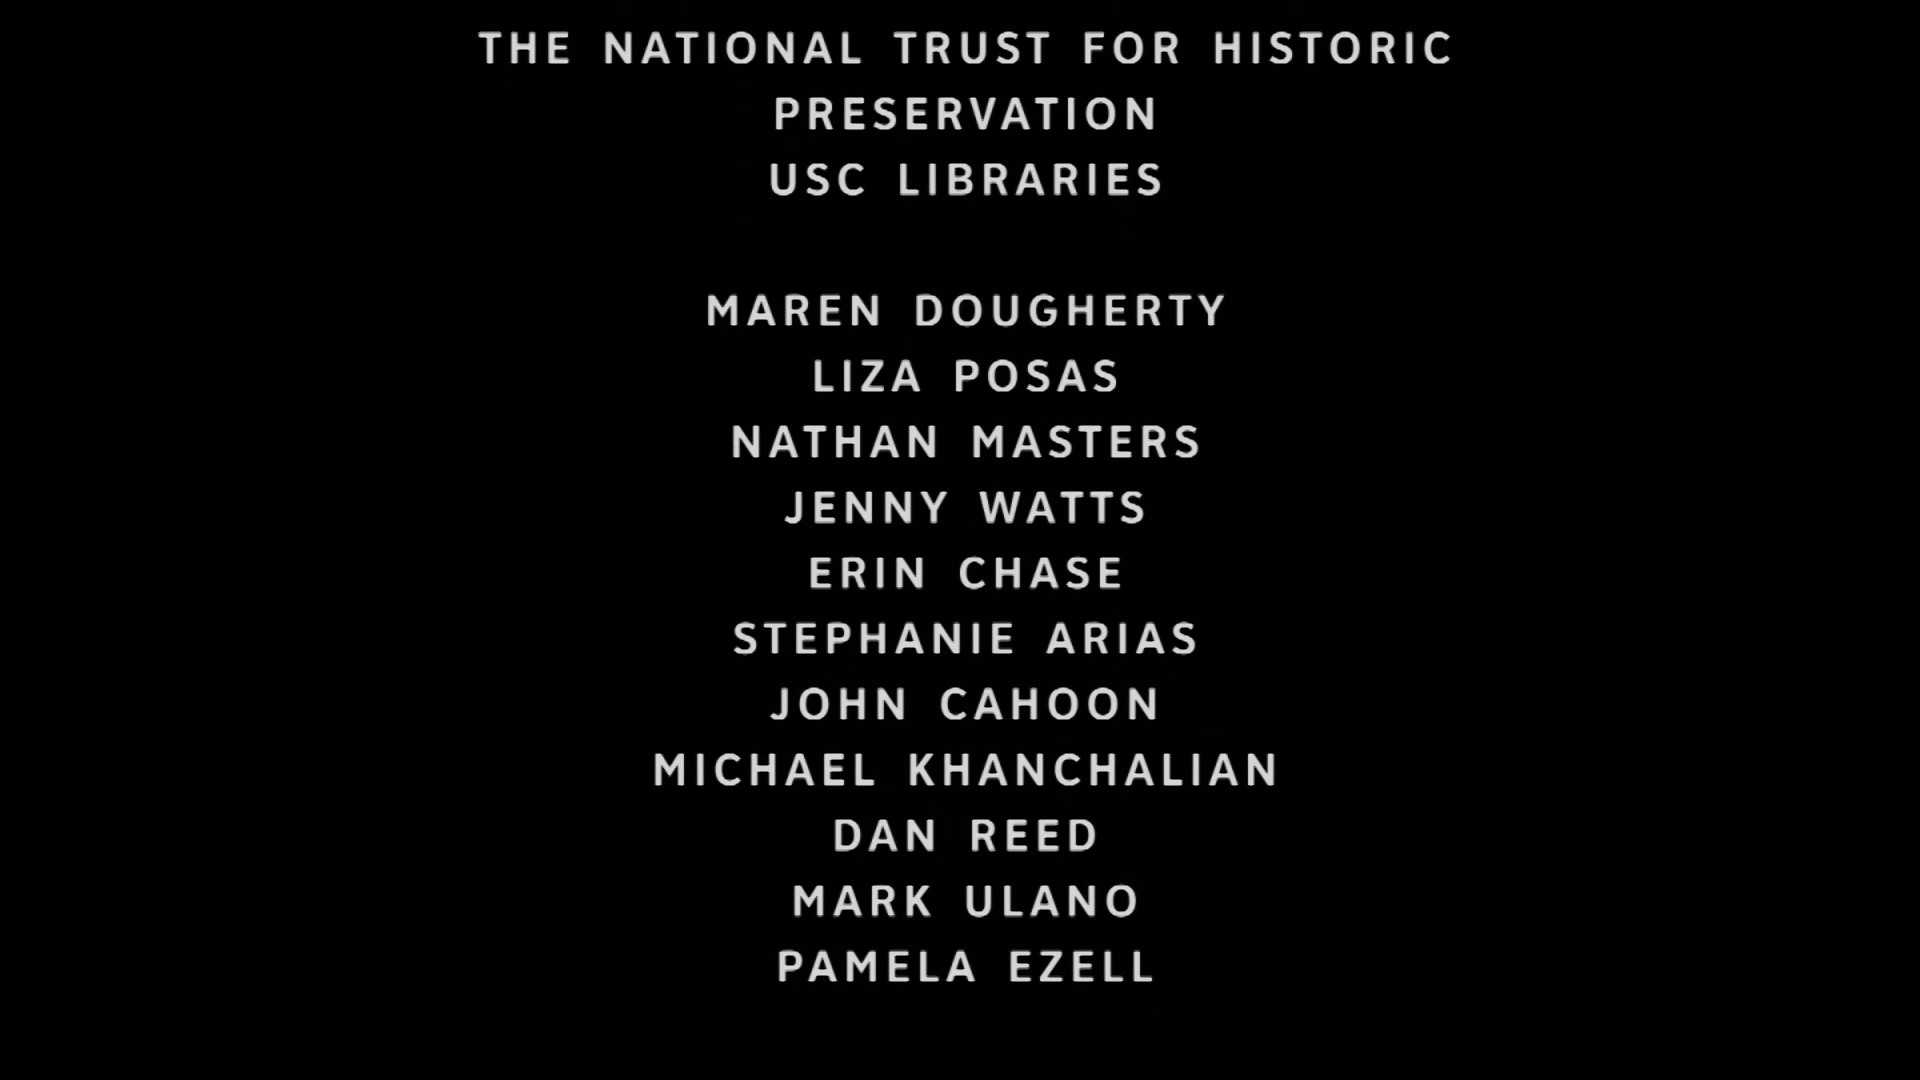 THE NATIONAL TRUST FOR HISTORIC
PRESERVATION
USC LIBRARIES
MAREN DOUGHERTY
LIZA POSAS
NATHAN MASTERS
JENNY WATTS
ERIN CHASE
STEPHANIE ARIAS
JOHN CAHOON
MICHAEL KHANCHALIAN
DAN REED
MARK ULANO
PAMELA EZELL